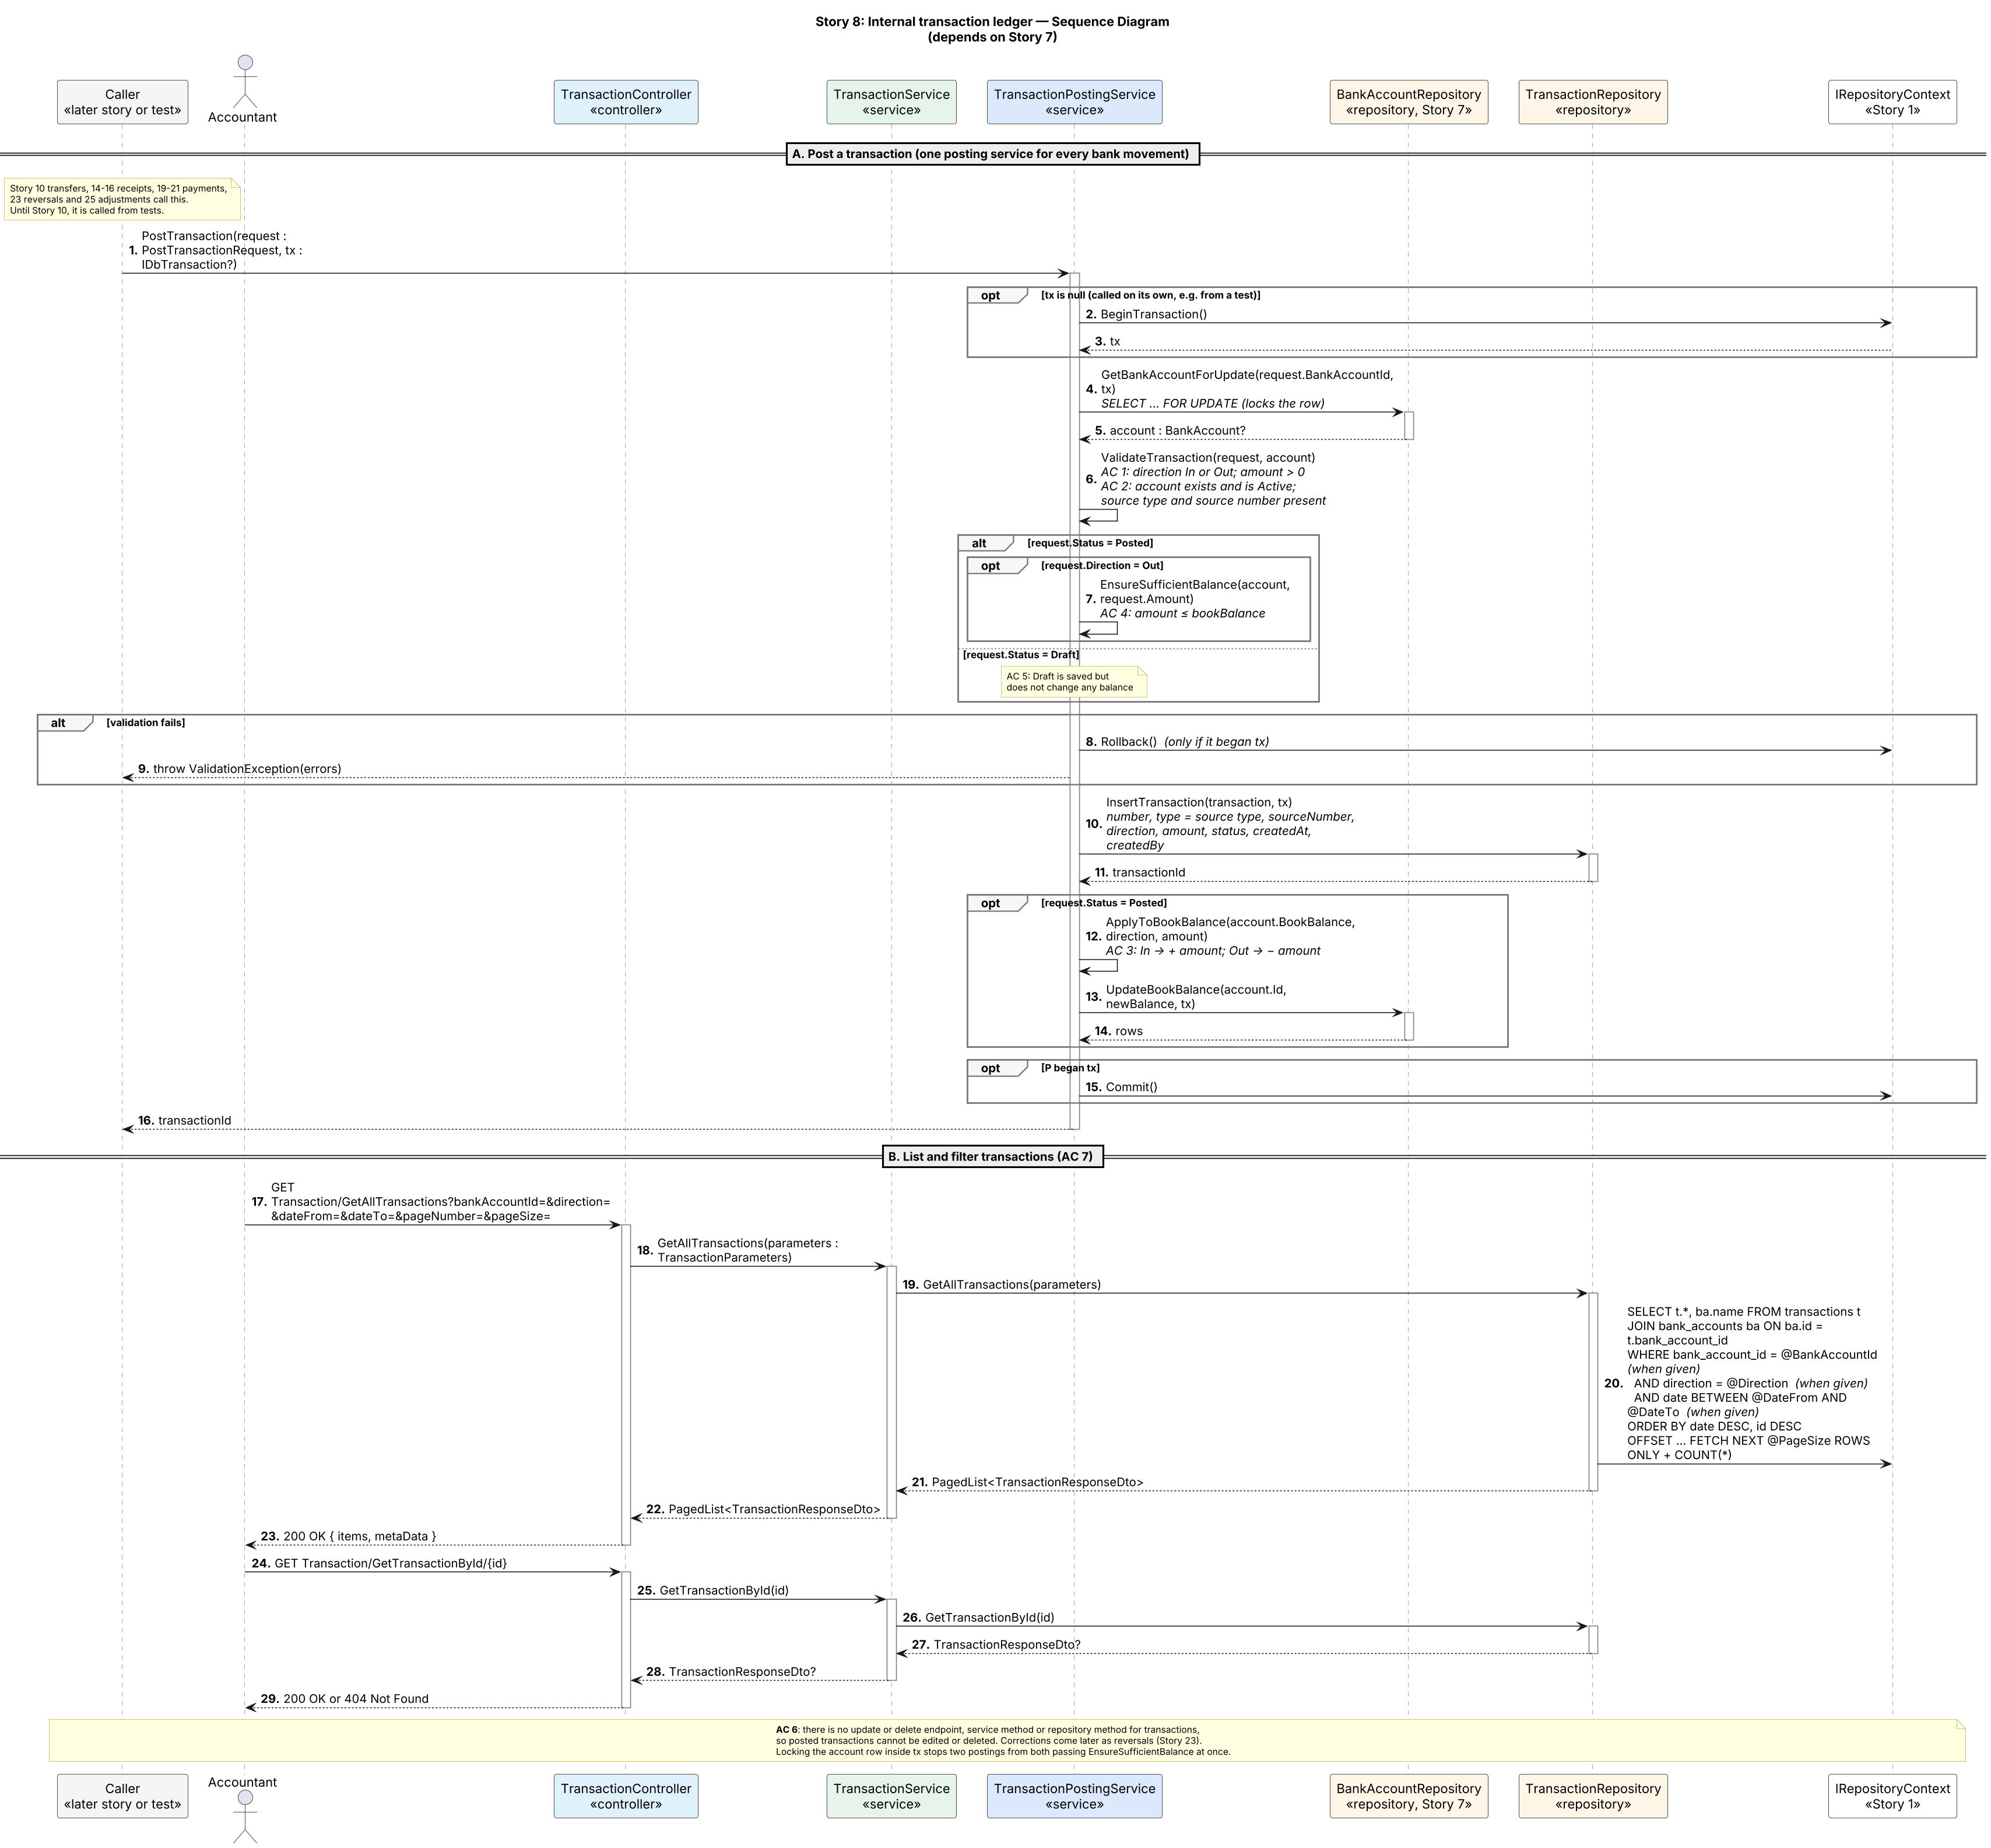 Story 8: Internal transaction ledger — Sequence Diagram
(depends on Story 7)
Caller
«later story or test»
Accountant
TransactionController
«controller»
TransactionService
«service»
TransactionPostingService
«service»
BankAccountRepository
«repository, Story 7»
TransactionRepository
«repository»
IRepositoryContext
«Story 1»
A. Post a transaction (one posting service for every bank movement)
Story 10 transfers, 14-16 receipts, 19-21 payments,
23 reversals and 25 adjustments call this.
Until Story 10, it is called from tests.
1. PostTransaction(request :
PostTransactionRequest, tx :
IDbTransaction?)
opt [tx is null (called on its own, e.g. from a test)]
2. BeginTransaction()
3. tx
4. GetBankAccountForUpdate(request.BankAccountId,
tx)
SELECT ... FOR UPDATE (locks the row)
5. account : BankAccount?
6. ValidateTransaction(request, account)
AC 1: direction In or Out; amount > 0
AC 2: account exists and is Active;
source type and source number present
alt [request.Status = Posted]
opt [request.Direction = Out]
7. EnsureSufficientBalance(account,
request.Amount)
AC 4: amount ≤ bookBalance
[request.Status = Draft]
AC 5: Draft is saved but
does not change any balance
alt [validation fails]
8. Rollback() (only if it began tx)
9. throw ValidationException(errors)
10. InsertTransaction(transaction, tx)
number, type = source type, sourceNumber,
direction, amount, status, createdAt,
createdBy
11. transactionId
opt [request.Status = Posted]
12. ApplyToBookBalance(account.BookBalance,
direction, amount)
AC 3: In → + amount; Out → − amount
13. UpdateBookBalance(account.Id,
newBalance, tx)
14. rows
opt [P began tx]
15. Commit()
16. transactionId
B. List and filter transactions (AC 7)
17. GET
Transaction/GetAllTransactions?bankAccountId=&direction=
&dateFrom=&dateTo=&pageNumber=&pageSize=
18. GetAllTransactions(parameters :
TransactionParameters)
19. GetAllTransactions(parameters)
20. SELECT t.*, ba.name FROM transactions t
JOIN bank_accounts ba ON ba.id =
t.bank_account_id
WHERE bank_account_id = @BankAccountId
(when given)
AND direction = @Direction (when given)
AND date BETWEEN @DateFrom AND
@DateTo (when given)
ORDER BY date DESC, id DESC
OFFSET ... FETCH NEXT @PageSize ROWS
ONLY + COUNT(*)
21. PagedList<TransactionResponseDto>
22. PagedList<TransactionResponseDto>
23. 200 OK { items, metaData }
24. GET Transaction/GetTransactionById/{id}
25. GetTransactionById(id)
26. GetTransactionById(id)
27. TransactionResponseDto?
28. TransactionResponseDto?
29. 200 OK or 404 Not Found
AC 6: there is no update or delete endpoint, service method or repository method for transactions,
so posted transactions cannot be edited or deleted. Corrections come later as reversals (Story 23).
Locking the account row inside tx stops two postings from both passing EnsureSufficientBalance at once.
Caller
«later story or test»
Accountant
TransactionController
«controller»
TransactionService
«service»
TransactionPostingService
«service»
BankAccountRepository
«repository, Story 7»
TransactionRepository
«repository»
IRepositoryContext
«Story 1»